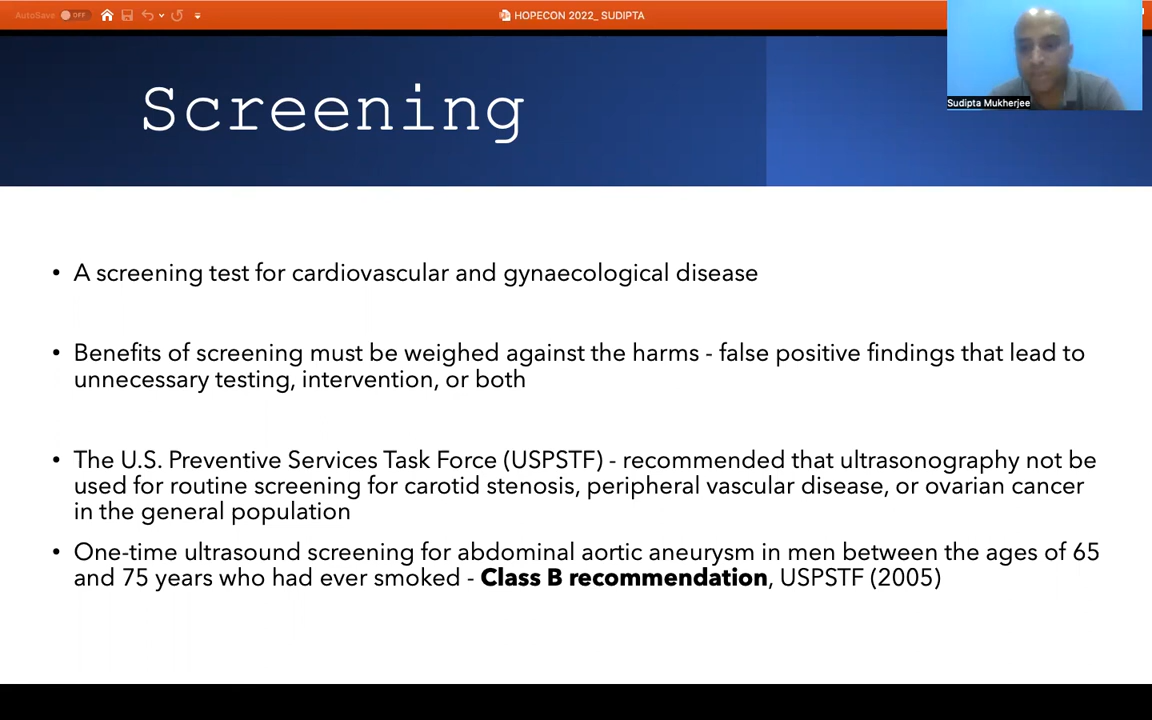 AutoSave OFF
HOPECON 2022_ SUDIPTA
Sudipta Mukherjee
Screening
• A screening test for cardiovascular and gynaecological disease
• Benefits of screening must be weighed against the harms - false positive findings that lead to
unnecessary testing, intervention, or both
• The U.S. Preventive Services Task Force (USPSTF) - recommended that ultrasonography not be
used for routine screening for carotid stenosis, peripheral vascular disease, or ovarian cancer
in the general population
• One-time ultrasound screening for abdominal aortic aneurysm in men between the ages of 65
and 75 years who had ever smoked - Class B recommendation, USPSTF (2005)